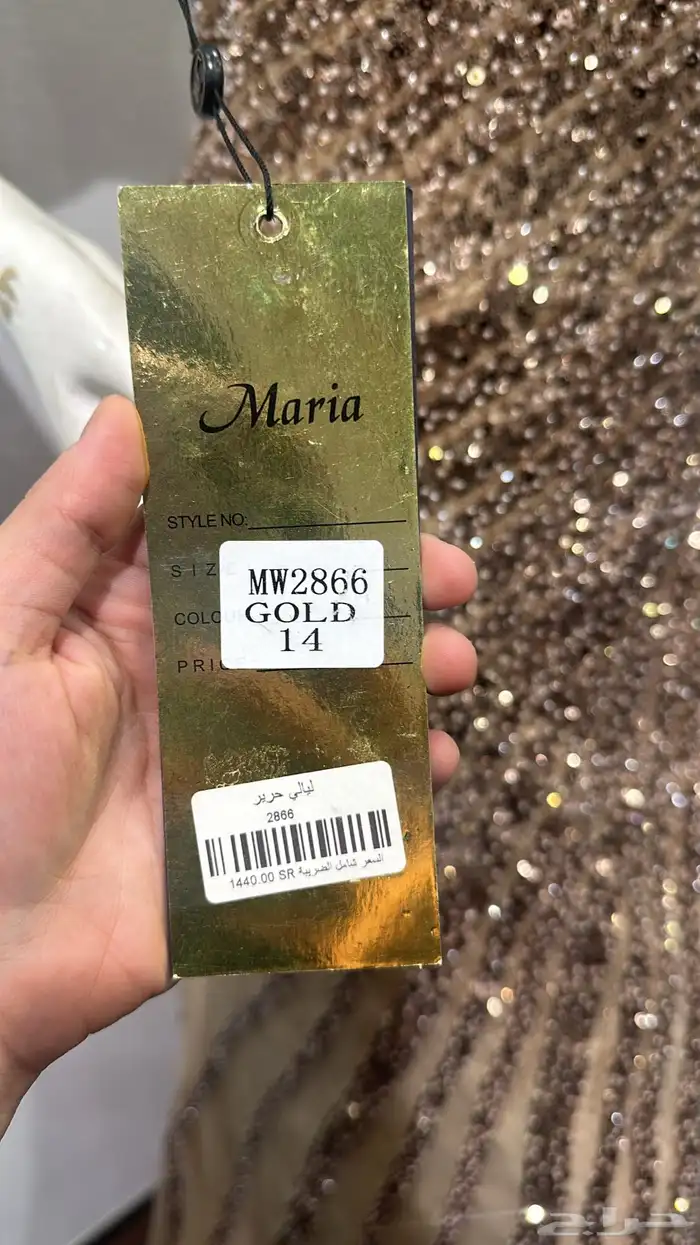 Maria
STYLE NO:
SIZE
MW2866
COLOU
GOLD
14
PRIC
ليالي حرير
2866
السعر شامل الضريبة 1440.00 SR
حراج